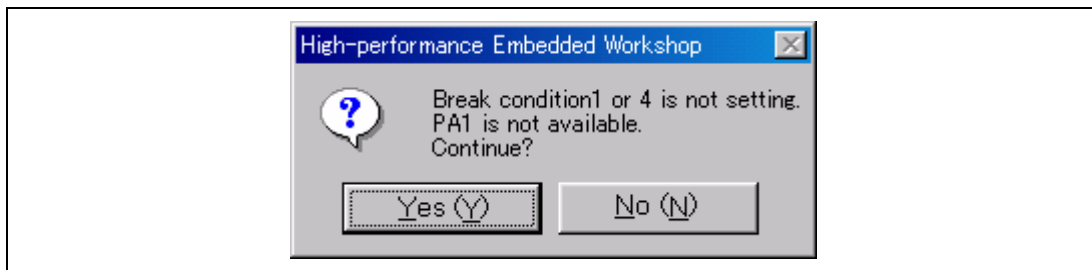 High-performance Embedded Workshop
?
Break condition1 or 4 is not setting.
PA1 is not available.
Continue?
Yes (Y)
No (N)